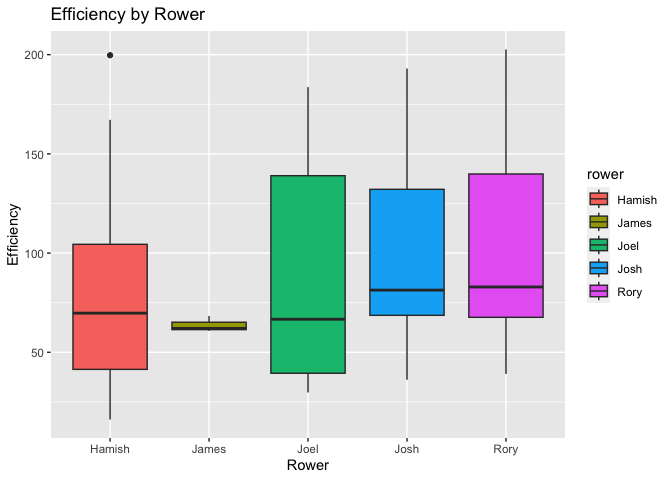 Efficiency by Rower
200
150
100
50
Efficiency
Hamish James Joel Josh Rory
Rower
rower
Hamish
James
Joel
Josh
Rory